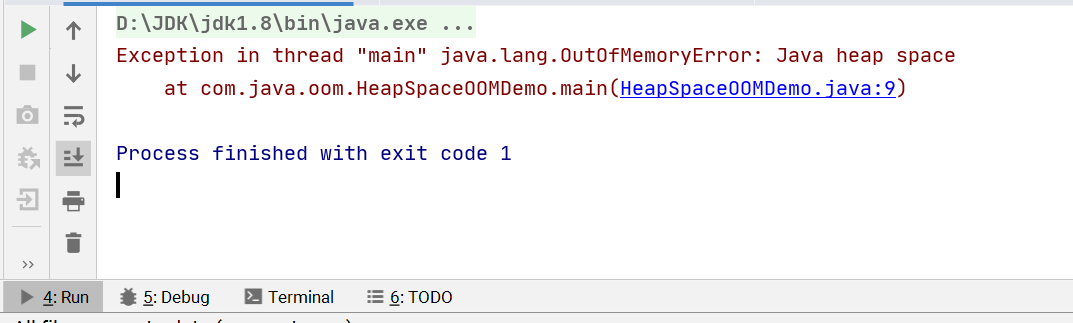 D:\JDK\jdk1.8\bin\java.exe ...
Exception in thread "main" java.lang.OutOfMemoryError: Java heap space
at com.java.oom.HeapSpaceOOMDemo.main(HeapSpaceOOMDemo.java:9)
Process finished with exit code 1
4: Run 5: Debug Terminal 6: TODO